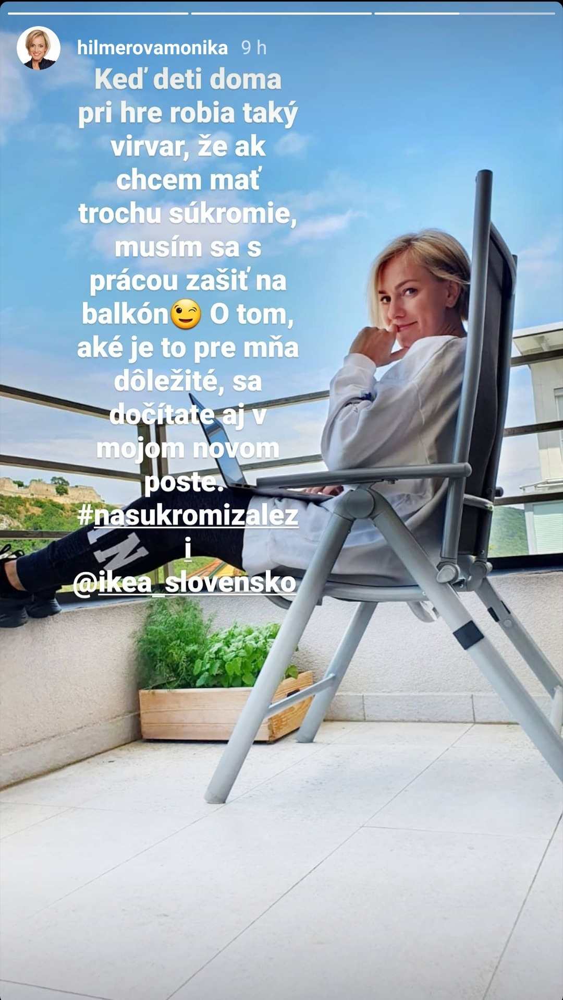 hilmerovamonika 9 h
Keď deti doma
pri hre robia taký
virvar, že ak
chcem mať
trochu súkromie,
musím sa s
prácou zašiť na
balkón😉 O tom,
aké je to pre mňa
dôležité, sa
dočítate aj v
mojom novom
poste.
#nasukromizalez
i
@ikea_slovensko
IN